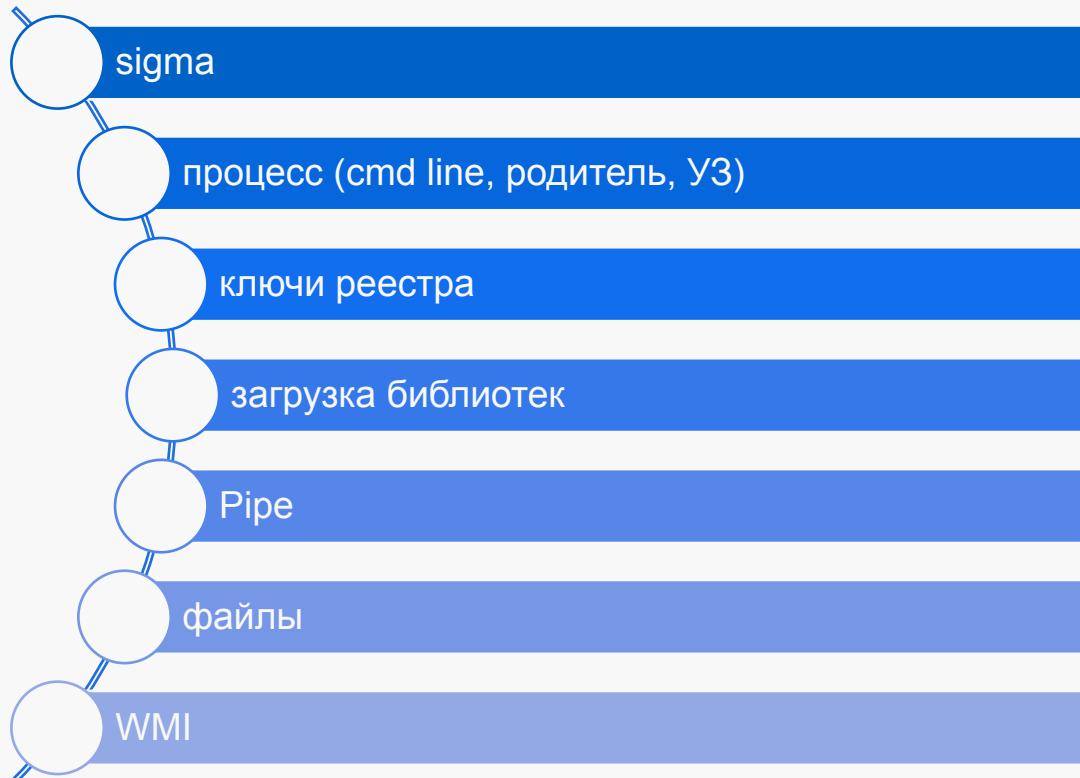 sigma
процесс (cmd line, родитель, УЗ)
ключи реестра
загрузка библиотек
Pipe
файлы
WMI